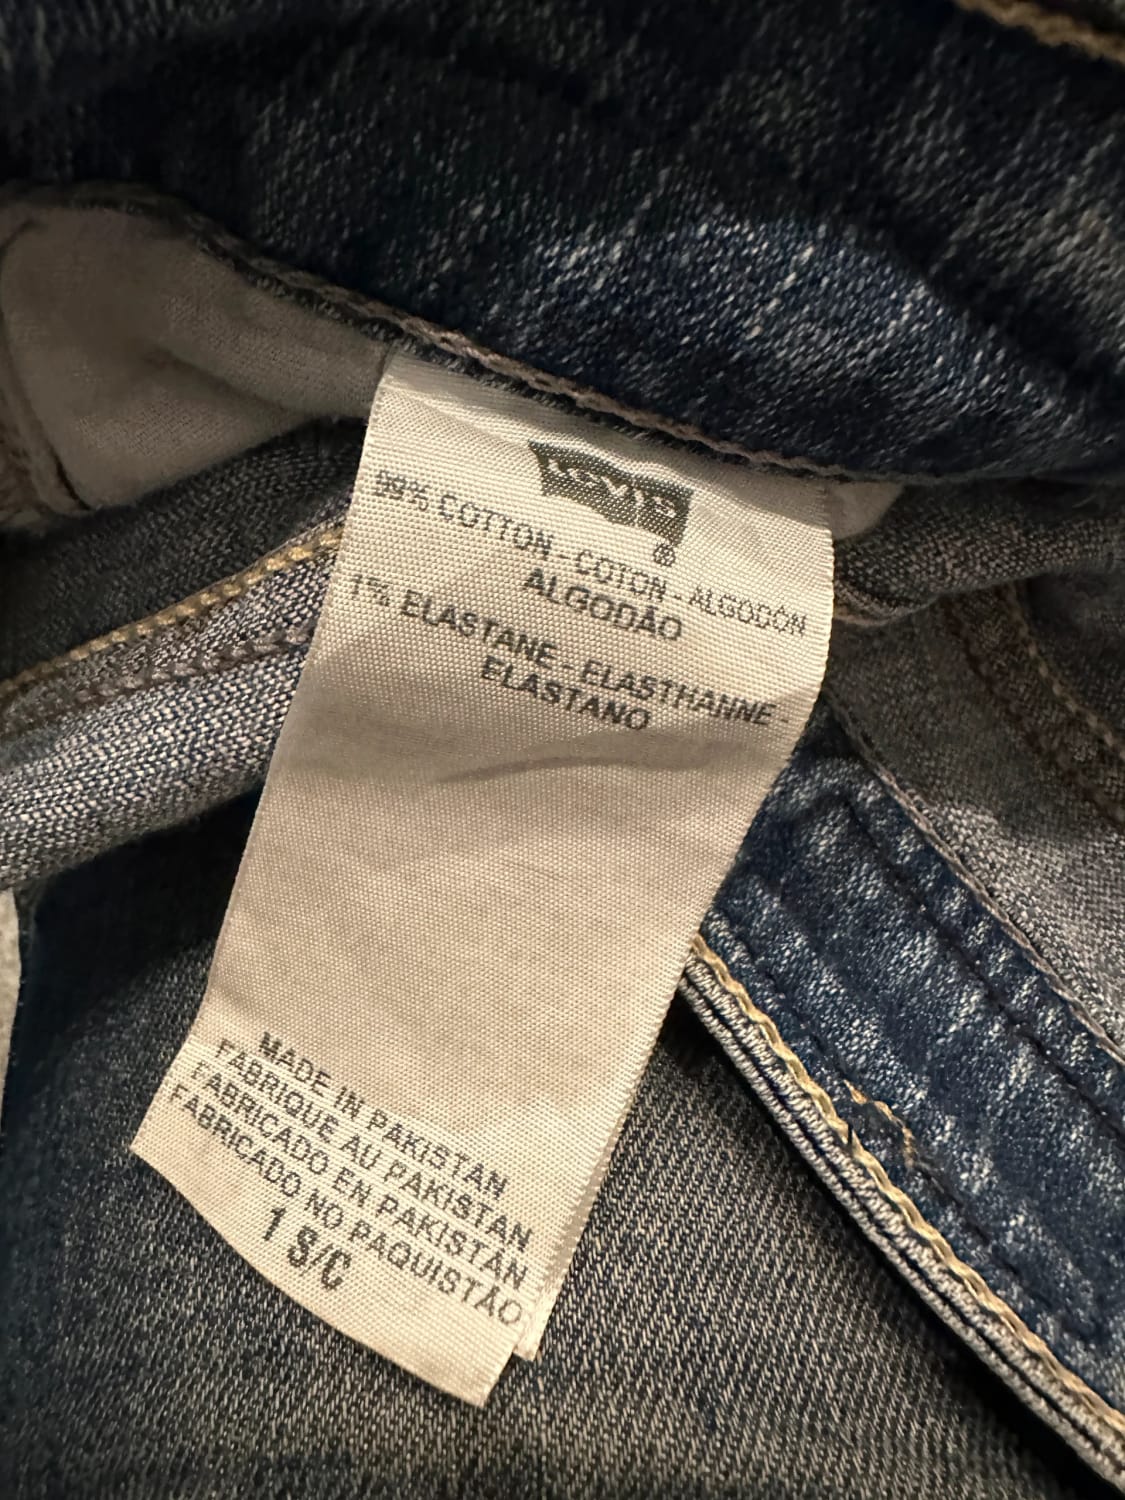 Levi's
®
99% COTTON - COTON - ALGODÓN
ALGODÃO
1% ELASTANE - ELASTHANNE -
ELASTANO
MADE IN PAKISTAN
FABRIQUE AU PAKISTAN
FABRICADO EN PAKISTÁN
FABRICADO NO PAQUISTÃO
1 S/C